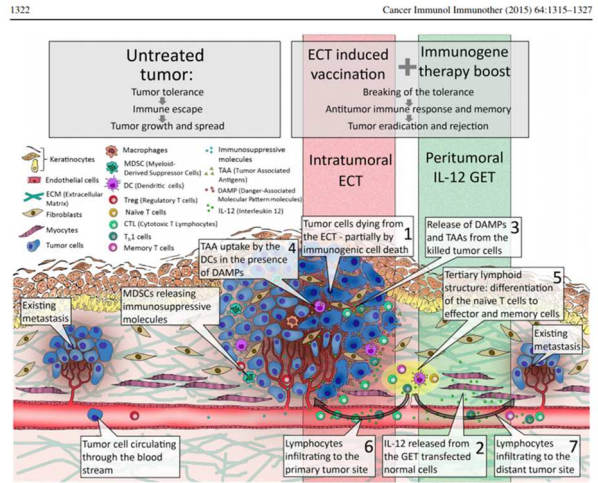 1322
Cancer Immunol Immunother (2015) 64:1315–1327
Untreated
tumor:
Tumor tolerance
Immune escape
Tumor growth and spread
ECT induced
vaccination
+
Immunogene
therapy boost
Breaking of the tolerance
Antitumor immune response and memory
Tumor eradication and rejection
Keratinocytes
Endothelial cells
ECM (Extracellular
Matrix)
Fibroblasts
Myocytes
Tumor cells
Macrophages
MDSC (Myeloid-
Derived Suppressor Cells)
DC (Dendritic cells)
Treg (Regulatory T cells)
Naïve T cells
CTL (Cytotoxic T Lymphocytes)
TH1 cells
Memory T cells
Immunosuppressive
molecules
TAA (Tumor Associated
Antigens)
DAMP (Danger-Associated
Molecular Pattern molecules)
IL-12 (Interleukin 12)
Intratumoral
ECT
Peritumoral
IL-12 GET
TAA uptake by the
DCs in the presence
of DAMPs
4
Tumor cells dying from
the ECT - partially by
immunogenic cell death
1
Release of DAMPs
and TAAs from the
killed tumor cells
3
Tertiary lymphoid
structure: differentiation
of the naïve T cells to
effector and memory cells
5
MDSCs releasing
immunosuppressive
molecules
Existing
metastasis
Existing
metastasis
Tumor cell circulating
through the blood
stream
Lymphocytes
infiltrating to the
primary tumor site
6
IL-12 released from
the GET transfected
normal cells
2
Lymphocytes
infiltrating to the
distant tumor site
7